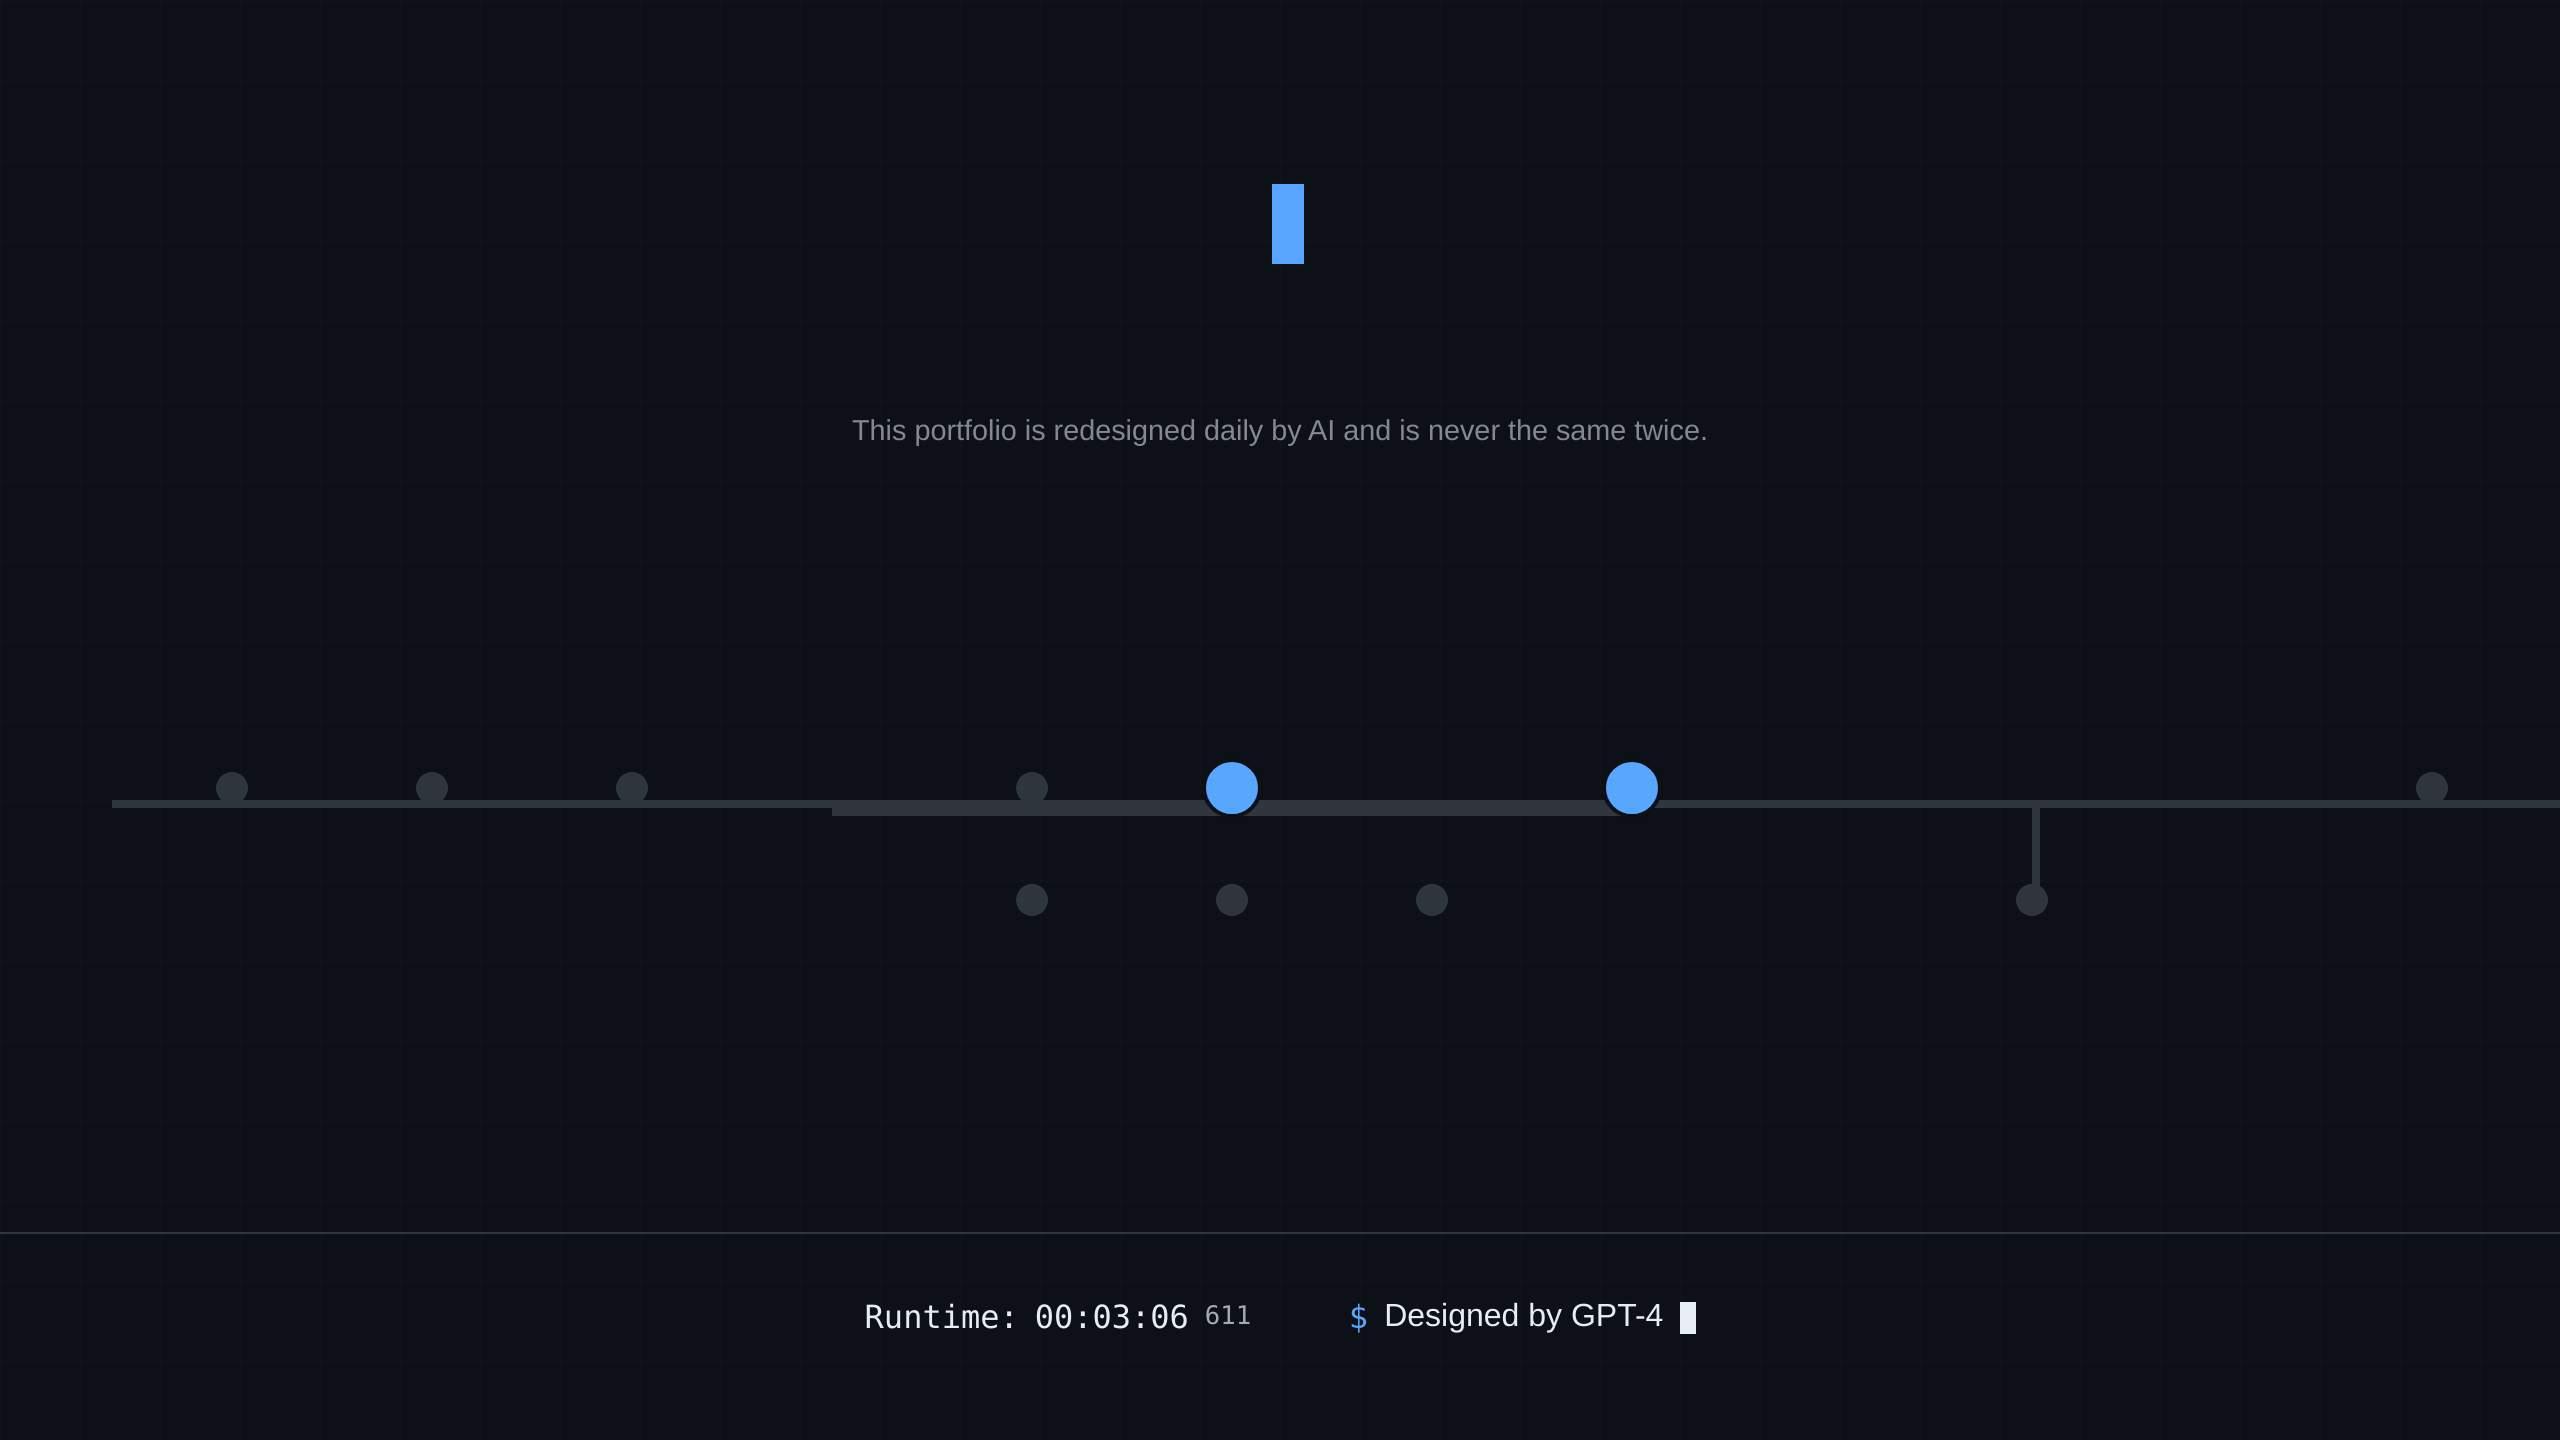 This portfolio is redesigned daily by AI and is never the same twice.
Runtime: 00:03:06 611
$ Designed by GPT-4